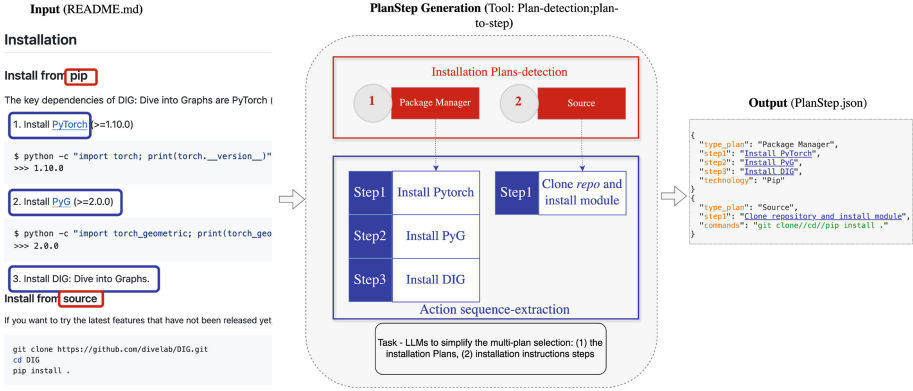 Input (README.md)
Installation
Install from pip
The key dependencies of DIG: Dive into Graphs are PyTorch (
1. Install PyTorch (>=1.10.0)
$ python -c "import torch; print(torch.__version__)"
>>> 1.10.0
2. Install PyG (>=2.0.0)
$ python -c "import torch_geometric; print(torch_geo
>>> 2.0.0
3. Install DIG: Dive into Graphs.
Install from source
If you want to try the latest features that have not been released yet
git clone https://github.com/divelab/DIG.git
cd DIG
pip install .
PlanStep Generation (Tool: Plan-detection;plan-
to-step)
Installation Plans-detection
1 Package Manager
2 Source
Step1 Install Pytorch
Step2 Install PyG
Step3 Install DIG
Step1 Clone repo and
install module
Action sequence-extraction
Task - LLMs to simplify the multi-plan selection: (1) the
installation Plans, (2) installation instructions steps
Output (PlanStep.json)
{
"type_plan": "Package Manager",
"step1": "Install PyTorch",
"step2": "Install PyG",
"step3": "Install DIG",
"technology": "Pip"
}
{
"type_plan": "Source",
"step1": "Clone repository and install module",
"commands": "git clone//cd//pip install ."
}